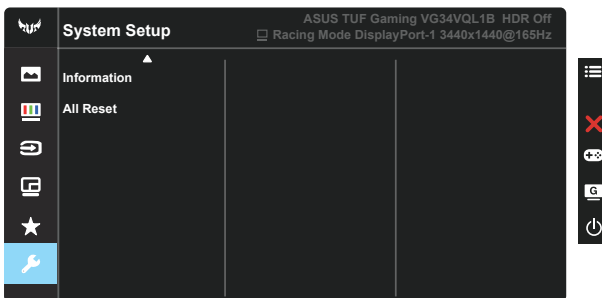 System Setup
ASUS TUF Gaming VG34VQL1B HDR Off
Racing Mode DisplayPort-1 3440x1440@165Hz
Information
All Reset
G